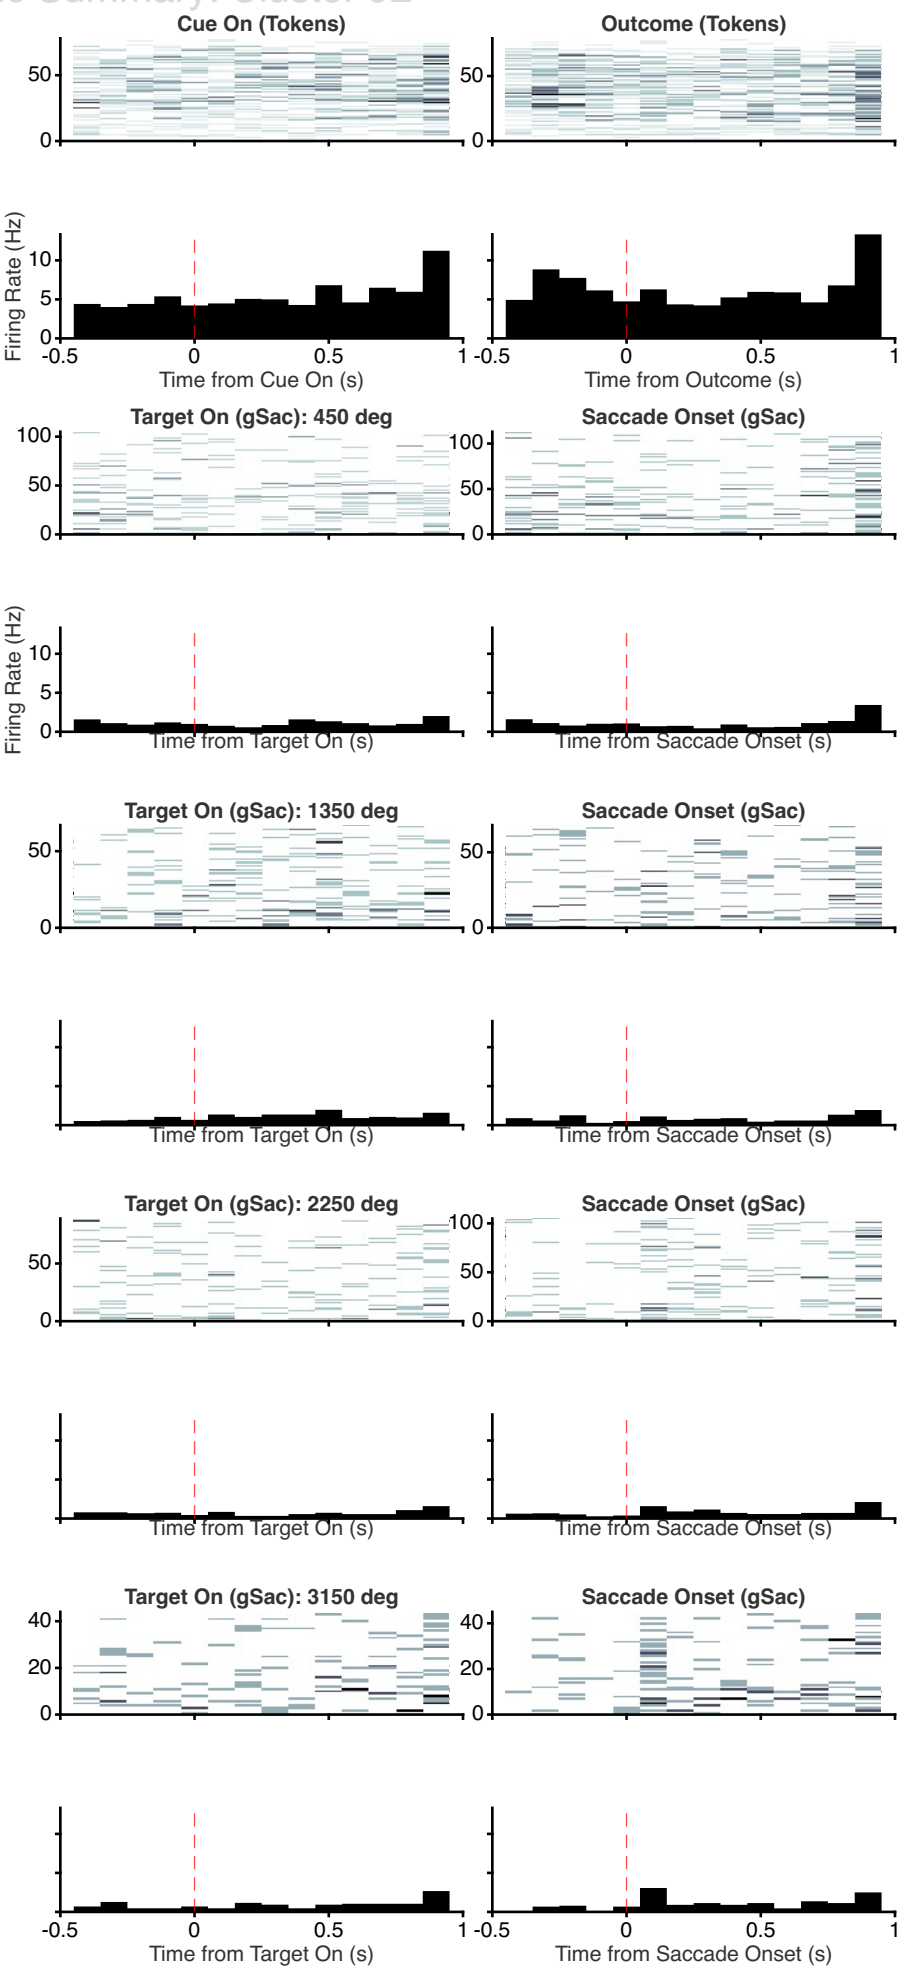 Summary: Cluster
Cue On (Tokens) Outcome (Tokens)
50 50
0 0
Firing Rate (Hz)
10
5
0
-0.5 0 0.5 1 -0.5 0 0.5 1
Time from Cue On (s) Time from Outcome (s)
Target On (gSac): 450 deg Saccade Onset (gSac)
100 100
50 50
0 0
Firing Rate (Hz)
10
5
0
Time from Target On (s) Time from Saccade Onset (s)
Target On (gSac): 1350 deg Saccade Onset (gSac)
50 50
0 0
Time from Target On (s) Time from Saccade Onset (s)
Target On (gSac): 2250 deg Saccade Onset (gSac)
100
50 50
0 0
Time from Target On (s) Time from Saccade Onset (s)
Target On (gSac): 3150 deg Saccade Onset (gSac)
40 40
20 20
0 0
-0.5 0 0.5 1 -0.5 0 0.5 1
Time from Target On (s) Time from Saccade Onset (s)